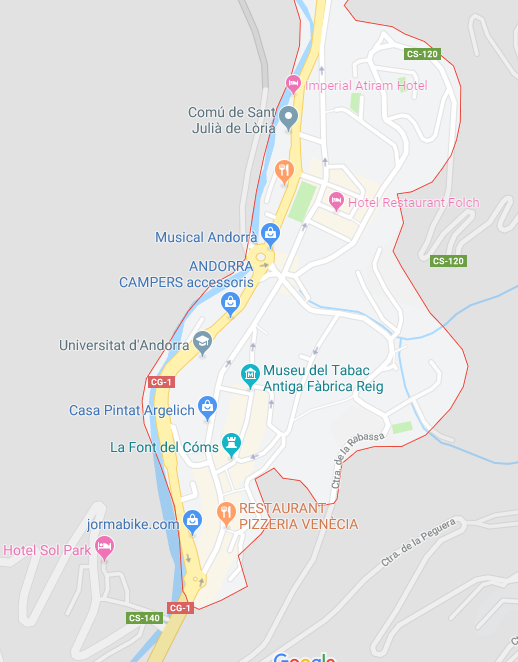 CS-120
Imperial Atiram Hotel
Comú de Sant
Julià de Lòria
Hotel Restaurant Folch
Musical Andorrà
CS-120
ANDORRA
CAMPERS accessoris
Universitat d'Andorra
Museu del Tabac
Antiga Fàbrica Reig
CG-1
Casa Pintat Argelich
La Font del Cóms
Ctra. de la Rabassa
RESTAURANT
PIZZERIA VENÈCIA
jormabike.com
Ctra. de la Peguera
Hotel Sol Park
CG-1
CS-140
Google